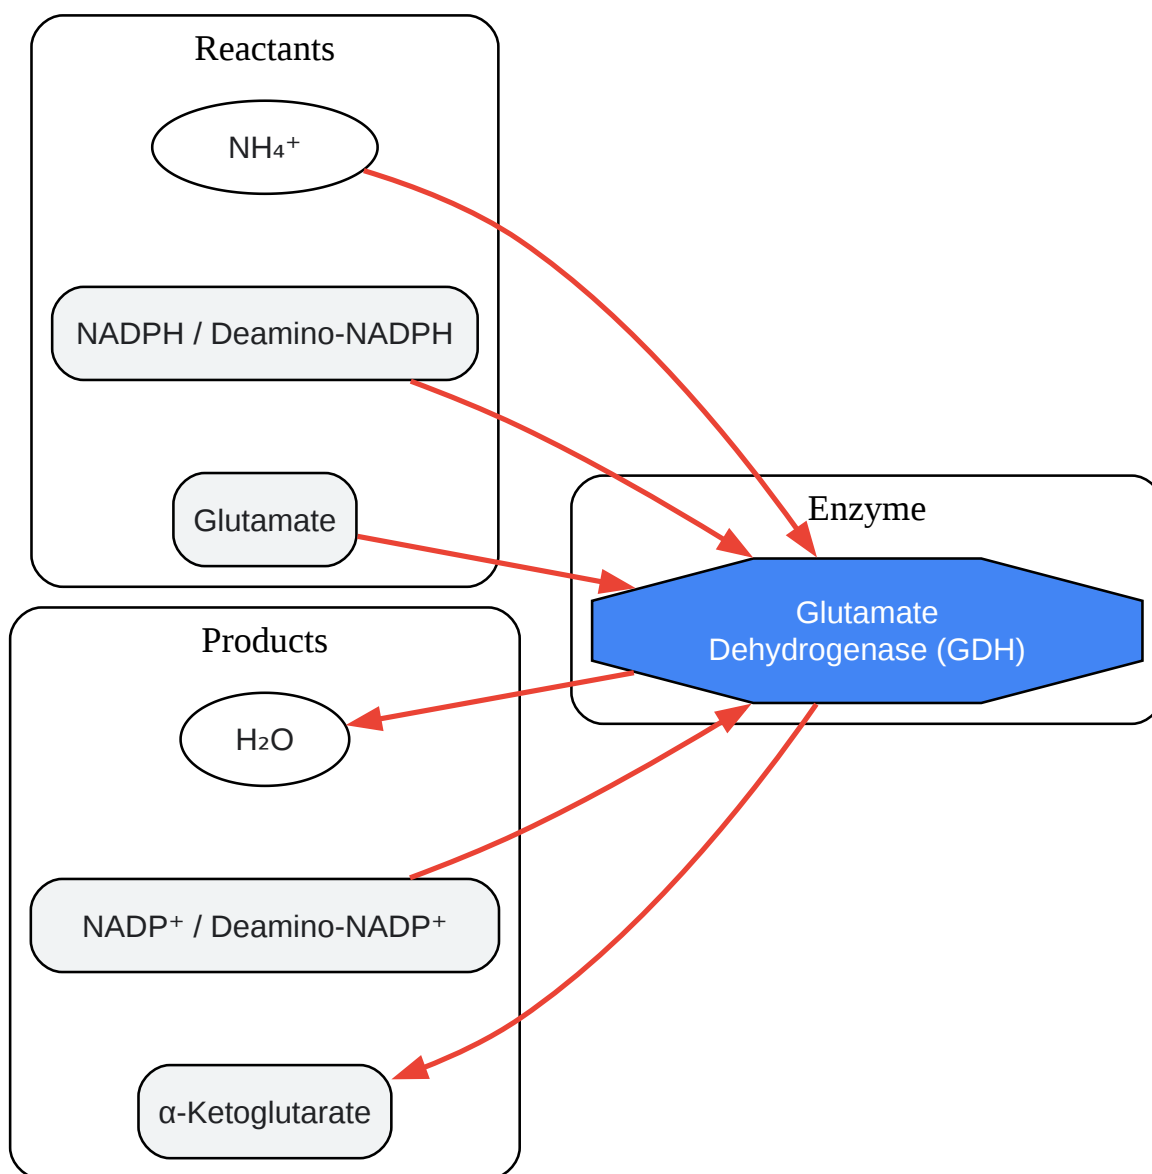 Reactants
NH₄⁺
NADPH / Deamino-NADPH
Glutamate
Enzyme
Glutamate
Dehydrogenase (GDH)
Products
H₂O
NADP⁺ / Deamino-NADP⁺
α-Ketoglutarate